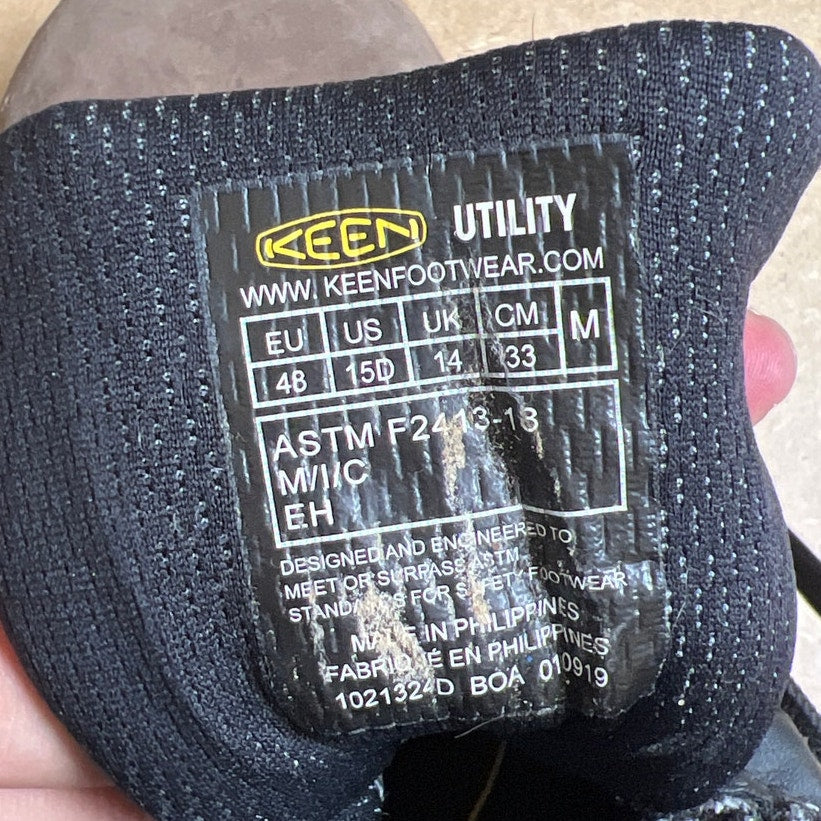 KEEN UTILITY
WWW.KEENFOOTWEAR.COM
EU US UK CM M
48 15D 14 33
ASTM F2413-18
M/I/C
EH
DESIGNED AND ENGINEERED TO
MEET OR SURPASS ASTM
STANDARDS FOR SAFETY FOOTWEAR
MADE IN PHILIPPINES
FABRIQUÉ EN PHILIPPINES
1021324D BOA 010919